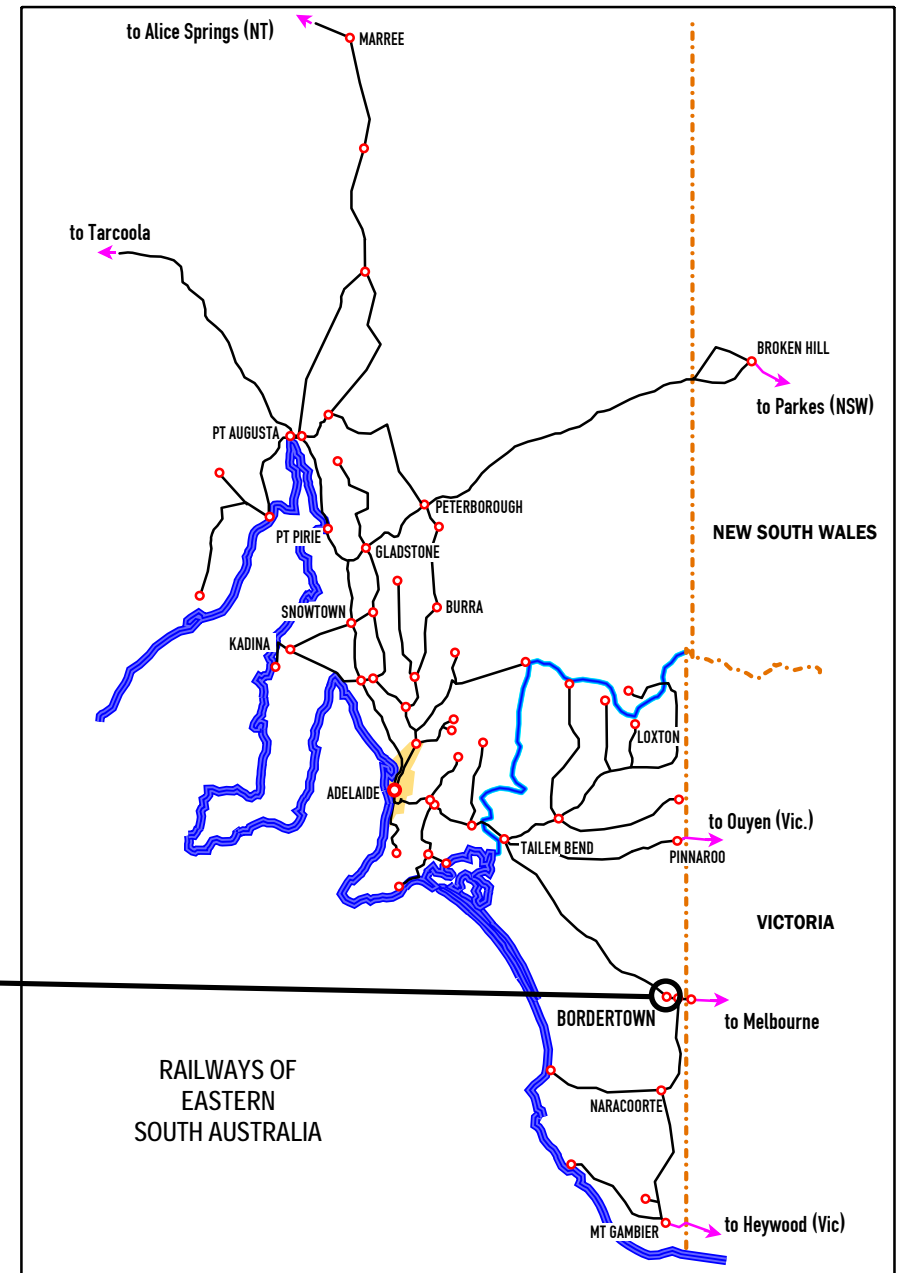 to Alice Springs (NT)
MARREE
to Tarcoola
BROKEN HILL
to Parkes (NSW)
PT AUGUSTA
PETERBOROUGH
NEW SOUTH WALES
PT PIRIE
GLADSTONE
SNOWTOWN
BURRA
KADINA
LOXTON
ADELAIDE
to Ouyen (Vic.)
TAILEM BEND
PINNAROO
VICTORIA
BORDERTOWN
to Melbourne
RAILWAYS OF
EASTERN
SOUTH AUSTRALIA
NARACOORTE
MT GAMBIER
to Heywood (Vic)